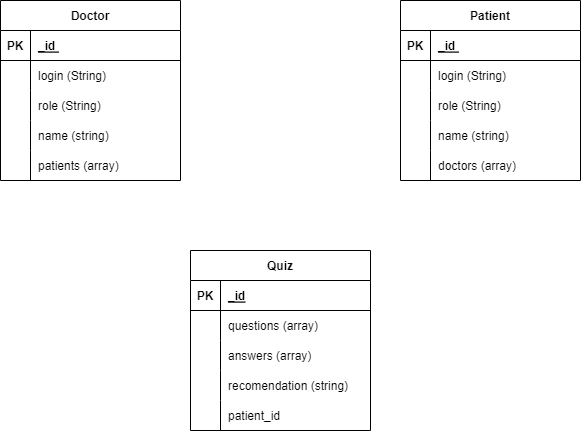 Doctor
PK _id
login (String)
role (String)
name (string)
patients (array)
Patient
PK _id
login (String)
role (String)
name (string)
doctors (array)
Quiz
PK _id
questions (array)
answers (array)
recomendation (string)
patient_id